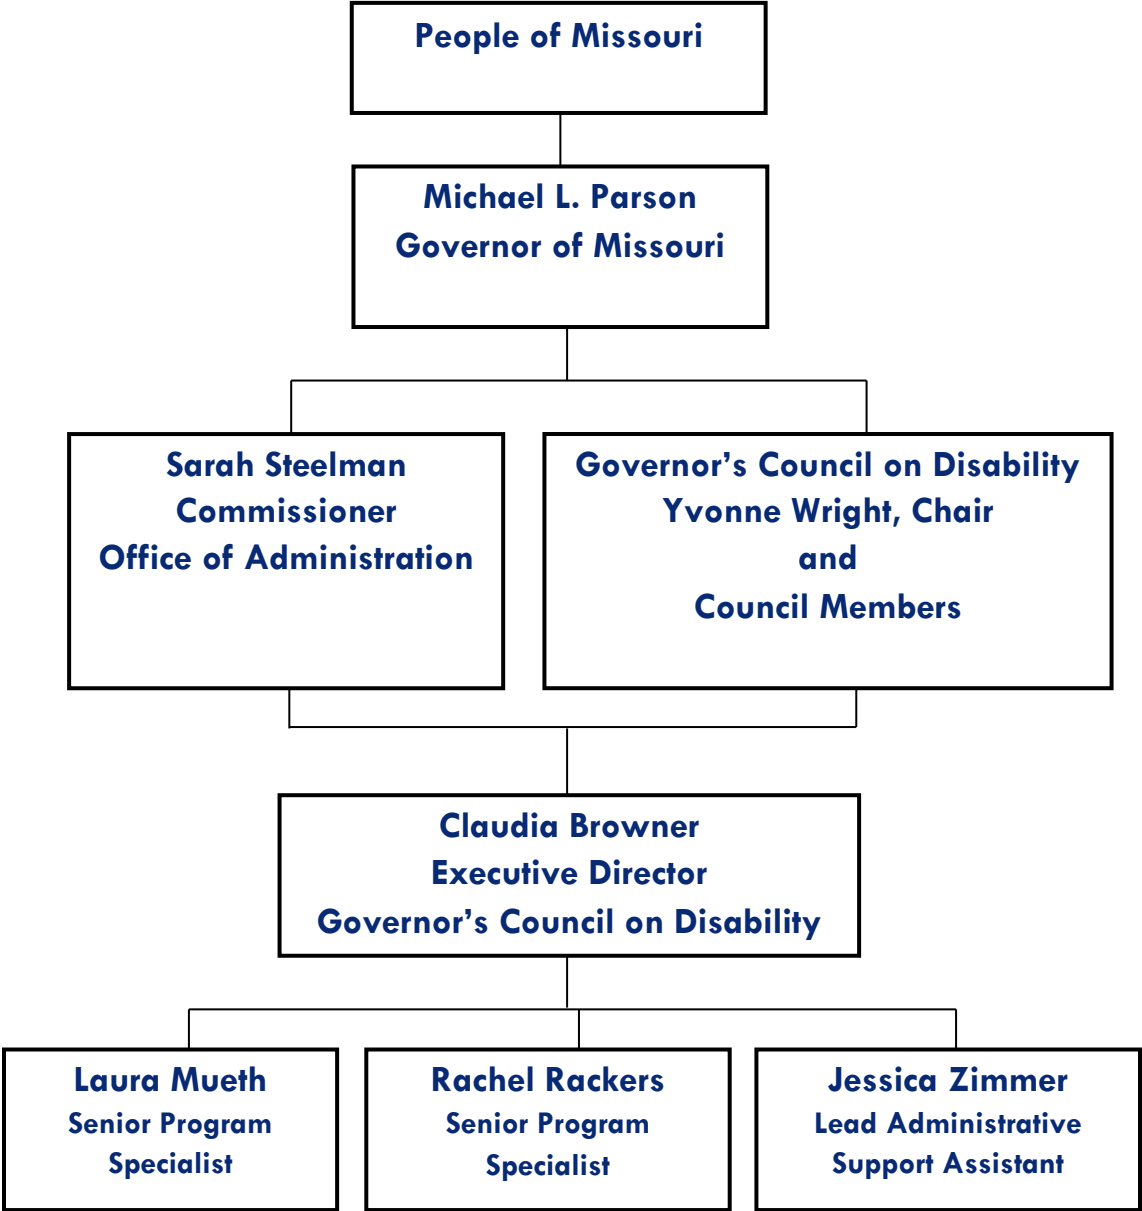 People of Missouri
Michael L. Parson
Governor of Missouri
Sarah Steelman
Commissioner
Office of Administration
Governor’s Council on Disability
Yvonne Wright, Chair
and
Council Members
Claudia Browner
Executive Director
Governor’s Council on Disability
Laura Mueth
Senior Program
Specialist
Rachel Rackers
Senior Program
Specialist
Jessica Zimmer
Lead Administrative
Support Assistant